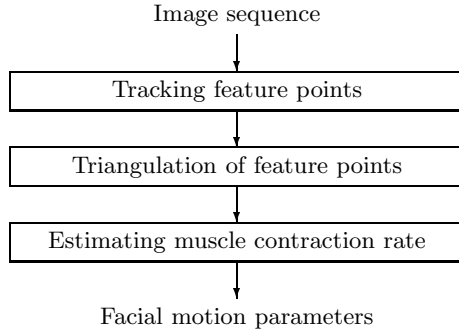 Image sequence
Tracking feature points
Triangulation of feature points
Estimating muscle contraction rate
Facial motion parameters